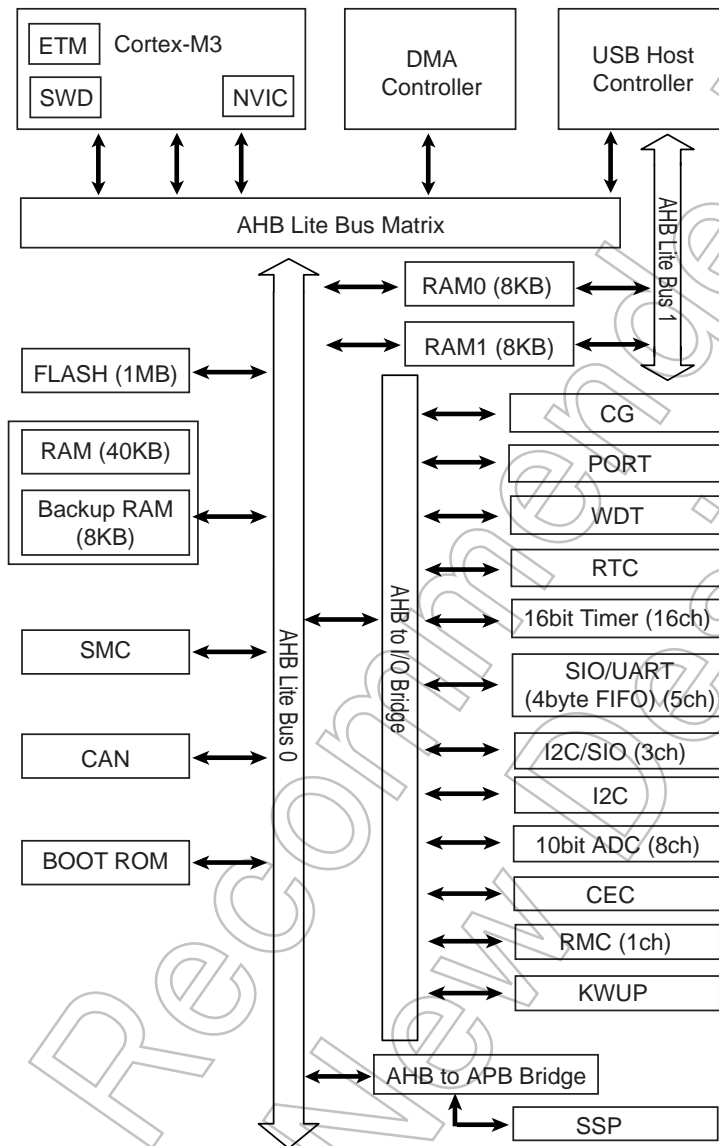 ETM
Cortex-M3
SWD
NVIC
DMA
Controller
USB Host
Controller
AHB Lite Bus Matrix
AHB Lite Bus 1
RAM0 (8KB)
RAM1 (8KB)
FLASH (1MB)
RAM (40KB)
Backup RAM
(8KB)
SMC
CAN
BOOT ROM
AHB Lite Bus 0
AHB to I/O Bridge
CG
PORT
WDT
RTC
16bit Timer (16ch)
SIO/UART
(4byte FIFO) (5ch)
I2C/SIO (3ch)
I2C
10bit ADC (8ch)
CEC
RMC (1ch)
KWUP
AHB to APB Bridge
SSP